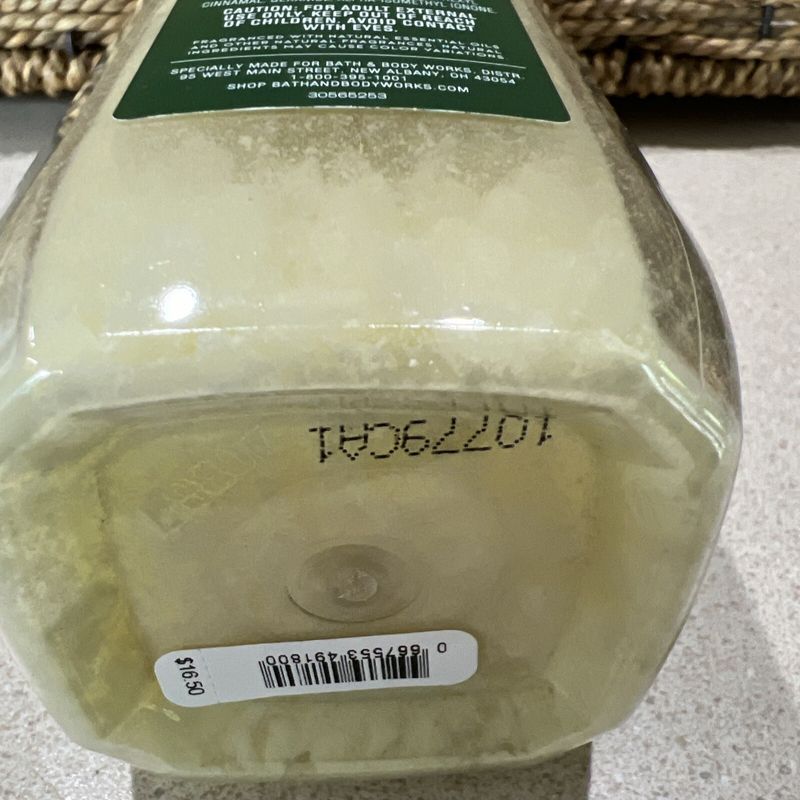 CAUTION: FOR ADULT EXTERNAL
USE ONLY. KEEP OUT OF REACH
OF CHILDREN. AVOID CONTACT
WITH EYES.
FRAGRANCED WITH NATURAL ESSENTIAL OILS
AND OTHER NATURAL FRAGRANCES. NATURAL
INGREDIENTS MAY CAUSE COLOR VARIATIONS.
SPECIALLY MADE FOR BATH & BODY WORKS, DISTR.
95 WEST MAIN STREET, NEW ALBANY, OH 43054
1-800-395-1001
SHOP BATHANDBODYWORKS.COM
30565253
10779CA1
$16.50
0 667553 491800